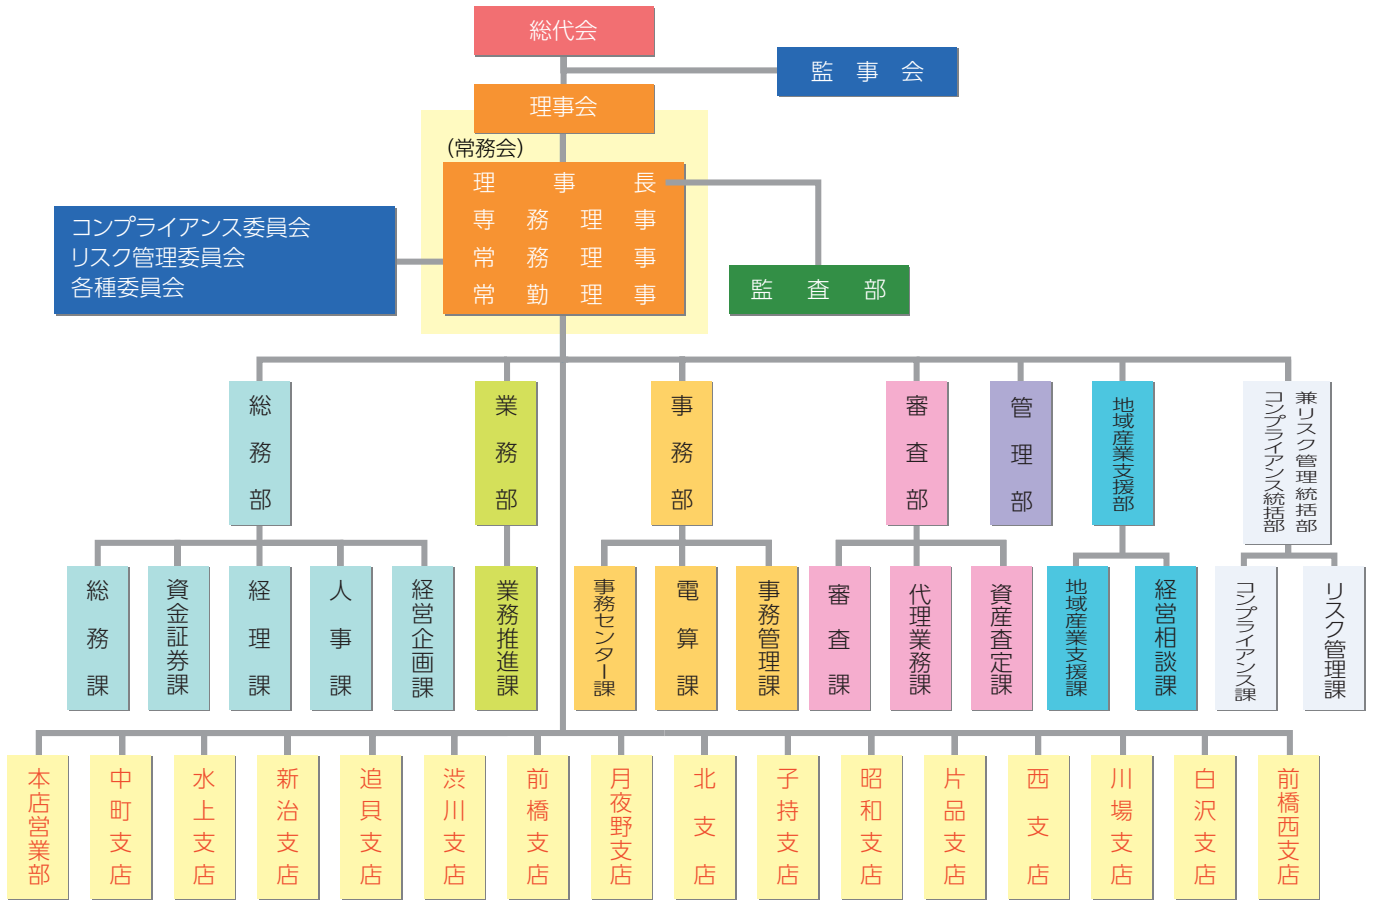 総代会
監事会
理事会
(常務会)
理事長
専務理事
常務理事
常勤理事
コンプライアンス委員会
リスク管理委員会
各種委員会
監査部
総務部
業務部
事務部
審査部
管理部
地域産業支援部
兼リスク管理統括部
コンプライアンス統括部
総務課
資金証券課
経理課
人事課
経営企画課
業務推進課
事務センター課
電算課
事務管理課
審査課
代理業務課
資産査定課
地域産業支援課
経営相談課
コンプライアンス課
リスク管理課
本店営業部
中町支店
水上支店
新治支店
追貝支店
渋川支店
前橋支店
月夜野支店
北支店
子持支店
昭和支店
片品支店
西支店
川場支店
白沢支店
前橋西支店